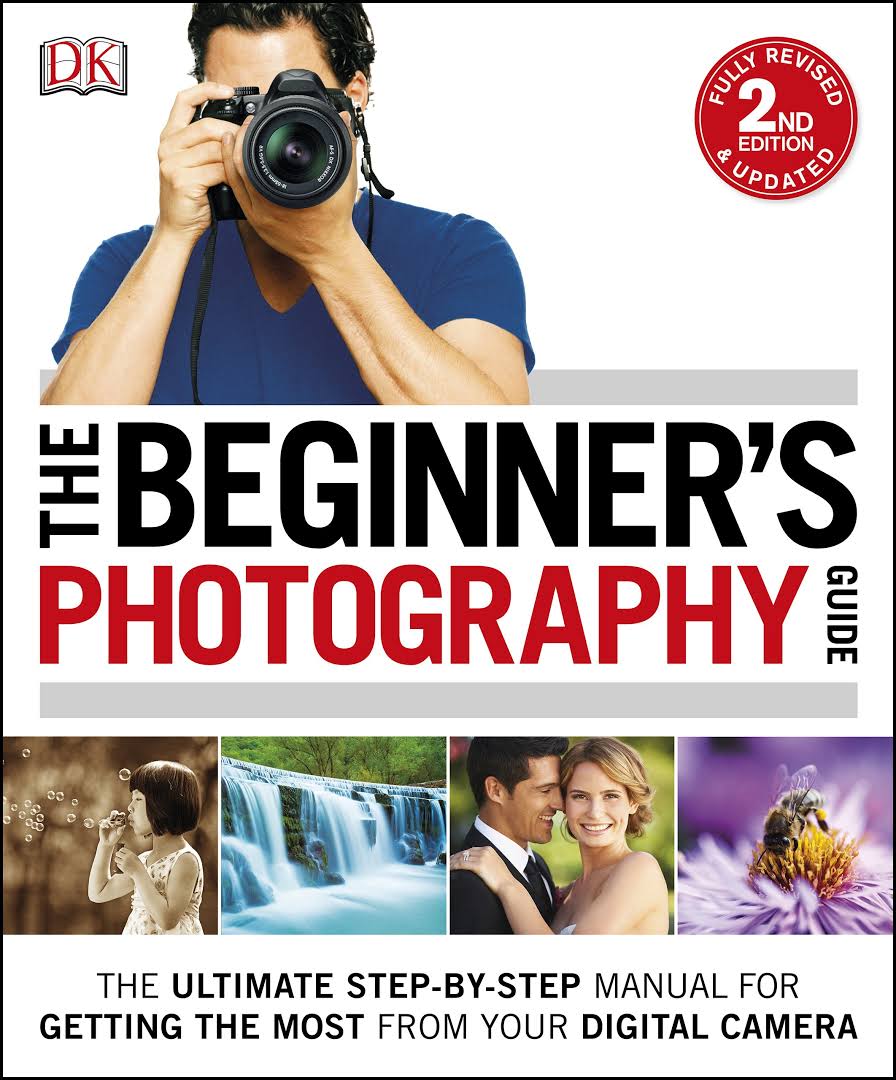 DK
FULLY REVISED
2ND
EDITION
& UPDATED
THE
BEGINNER'S
PHOTOGRAPHY
GUIDE
THE ULTIMATE STEP-BY-STEP MANUAL FOR
GETTING THE MOST FROM YOUR DIGITAL CAMERA